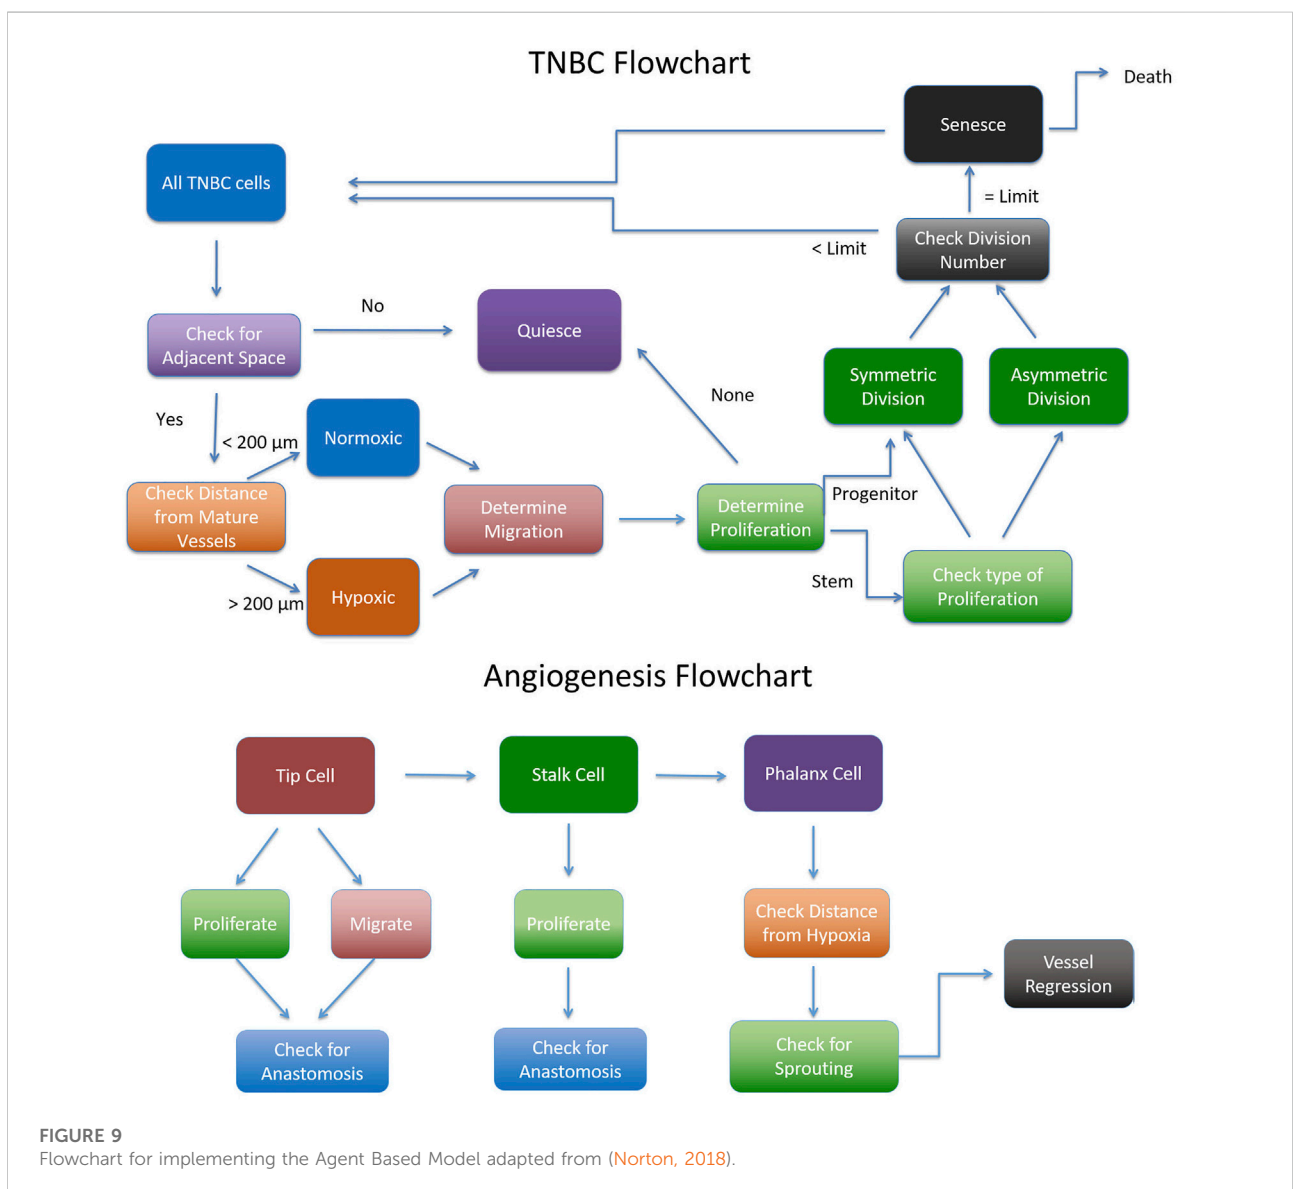 TNBC Flowchart
Death
Senesce
All TNBC cells
= Limit
Check Division
Number
< Limit
No
Quiesce
Check for
Adjacent Space
Symmetric
Division
Asymmetric
Division
None
Yes
< 200 µm
Normoxic
Check Distance
from Mature
Vessels
Determine
Migration
Determine
Proliferation
Progenitor
Stem
Check type of
Proliferation
> 200 µm
Hypoxic
Angiogenesis Flowchart
Tip Cell
Stalk Cell
Phalanx Cell
Proliferate
Migrate
Proliferate
Check Distance
from Hypoxia
Vessel
Regression
Check for
Anastomosis
Check for
Anastomosis
Check for
Sprouting
FIGURE 9
Flowchart for implementing the Agent Based Model adapted from (Norton, 2018).